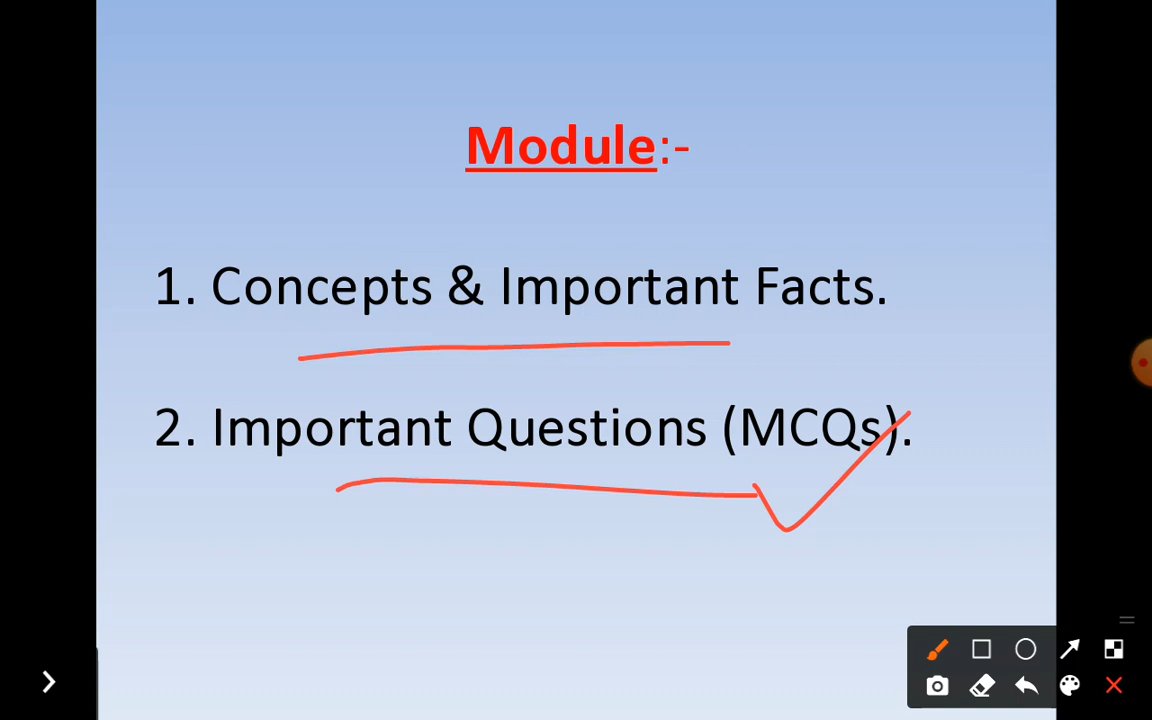 Module:-
1. Concepts & Important Facts.
2. Important Questions (MCQs).